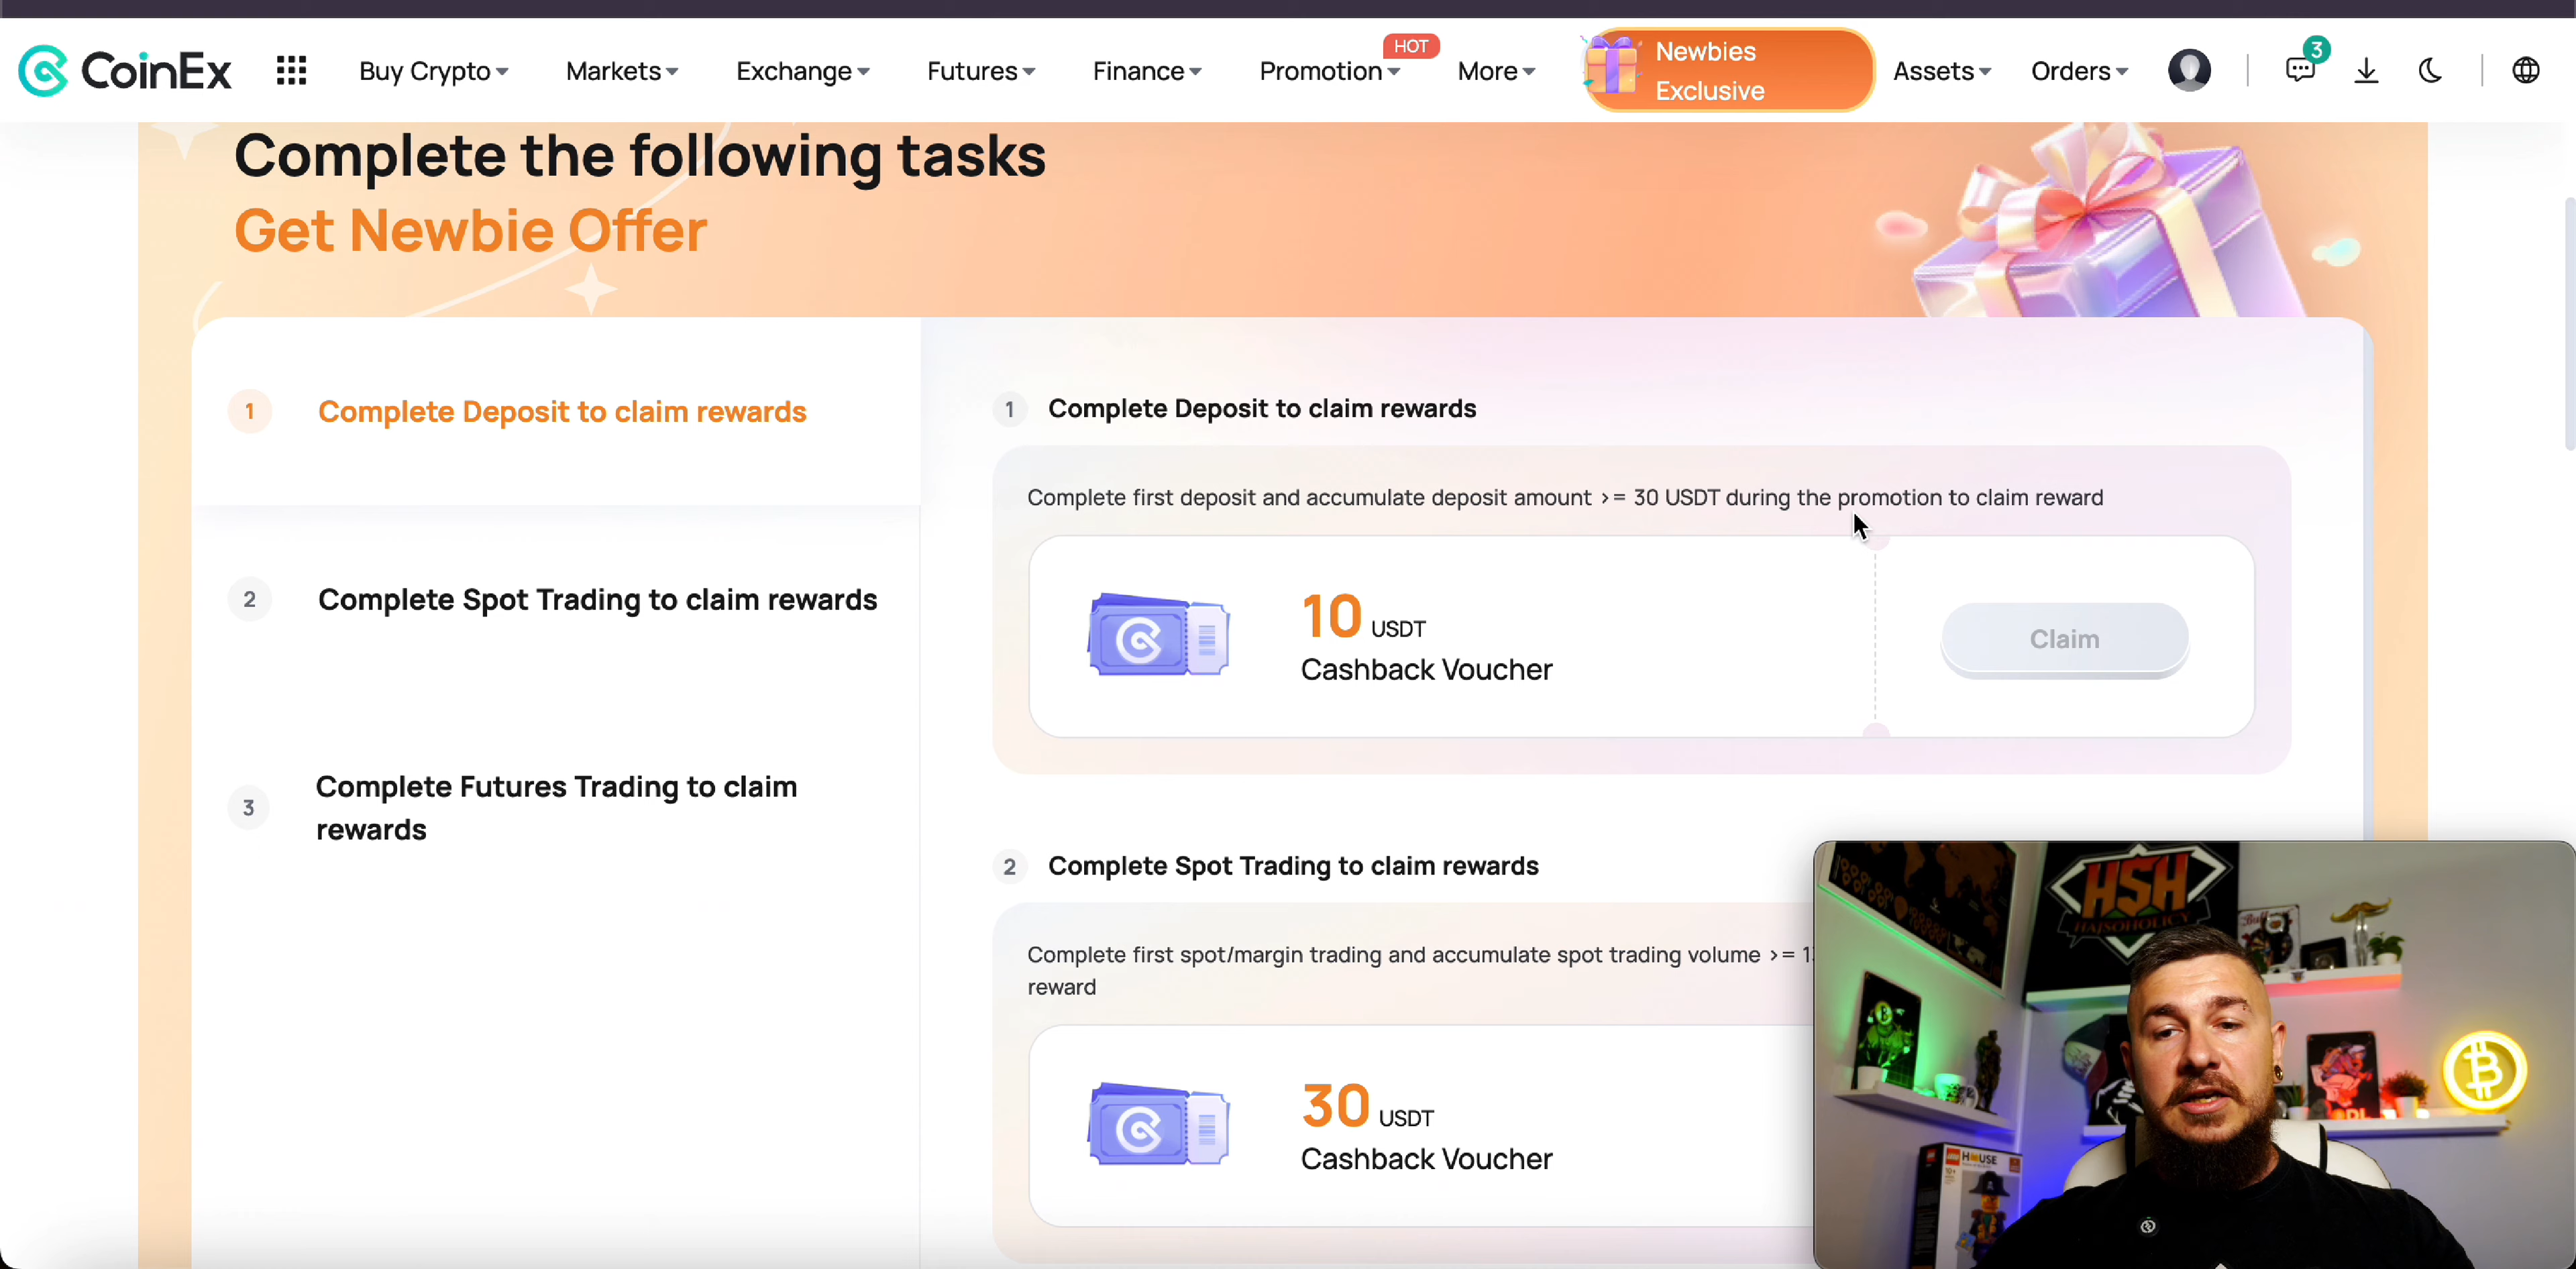 CoinEx
Buy Crypto
Markets
Exchange
Futures
Finance
Promotion
HOT
More
Newbies
Exclusive
Assets
Orders
3
Complete the following tasks
Get Newbie Offer
1 Complete Deposit to claim rewards
2 Complete Spot Trading to claim rewards
3 Complete Futures Trading to claim
rewards
1 Complete Deposit to claim rewards
Complete first deposit and accumulate deposit amount >= 30 USDT during the promotion to claim reward
10 USDT
Cashback Voucher
Claim
2 Complete Spot Trading to claim rewards
Complete first spot/margin trading and accumulate spot trading volume >=
reward
30 USDT
Cashback Voucher
HSH
HAJSOHOLICY
HOUSE